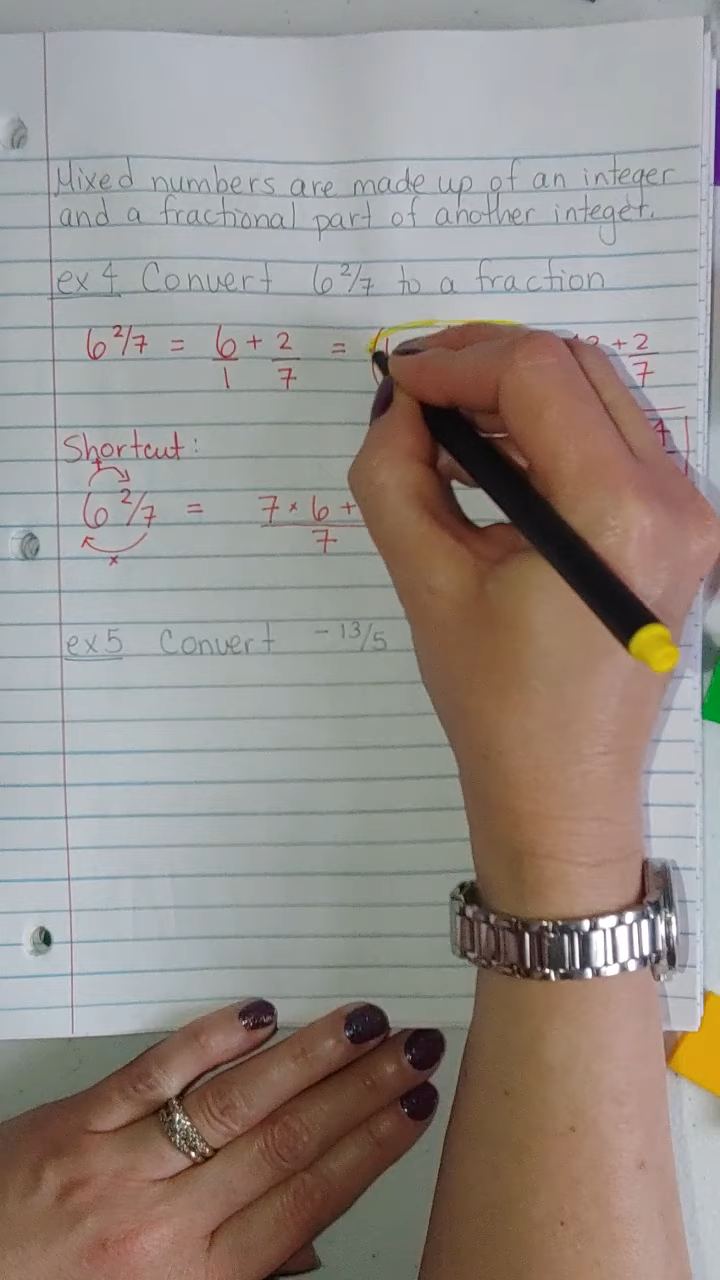 Mixed numbers are made up of an integer
and a fractional part of another integer.
ex 4 Convert 6 2/7 to a fraction
6 2/7 = 6/1 + 2/7 = + 2/7
Shortcut:
+
6 2/7 = 7 × 6 + / 7
×
ex 5 Convert - 13/5